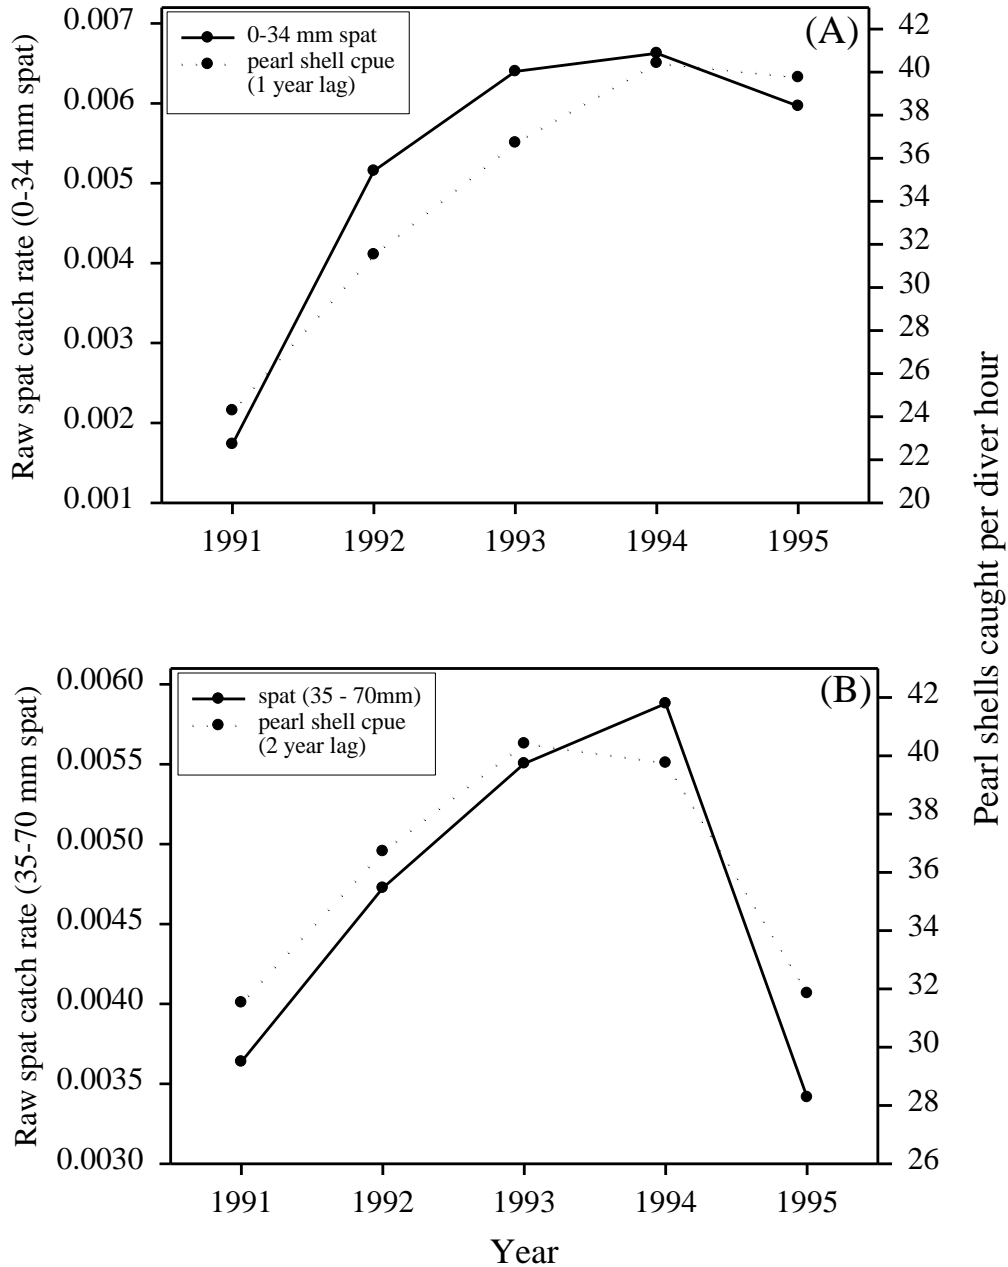 (A)
0-34 mm spat
pearl shell cpue
(1 year lag)
Raw spat catch rate (0-34 mm spat)
0.007
0.006
0.005
0.004
0.003
0.002
0.001
42
40
38
36
34
32
30
28
26
24
22
20
1991 1992 1993 1994 1995
Pearl shells caught per diver hour
(B)
spat (35 - 70mm)
pearl shell cpue
(2 year lag)
Raw spat catch rate (35-70 mm spat)
0.0060
0.0055
0.0050
0.0045
0.0040
0.0035
0.0030
42
40
38
36
34
32
30
28
26
1991 1992 1993 1994 1995
Year